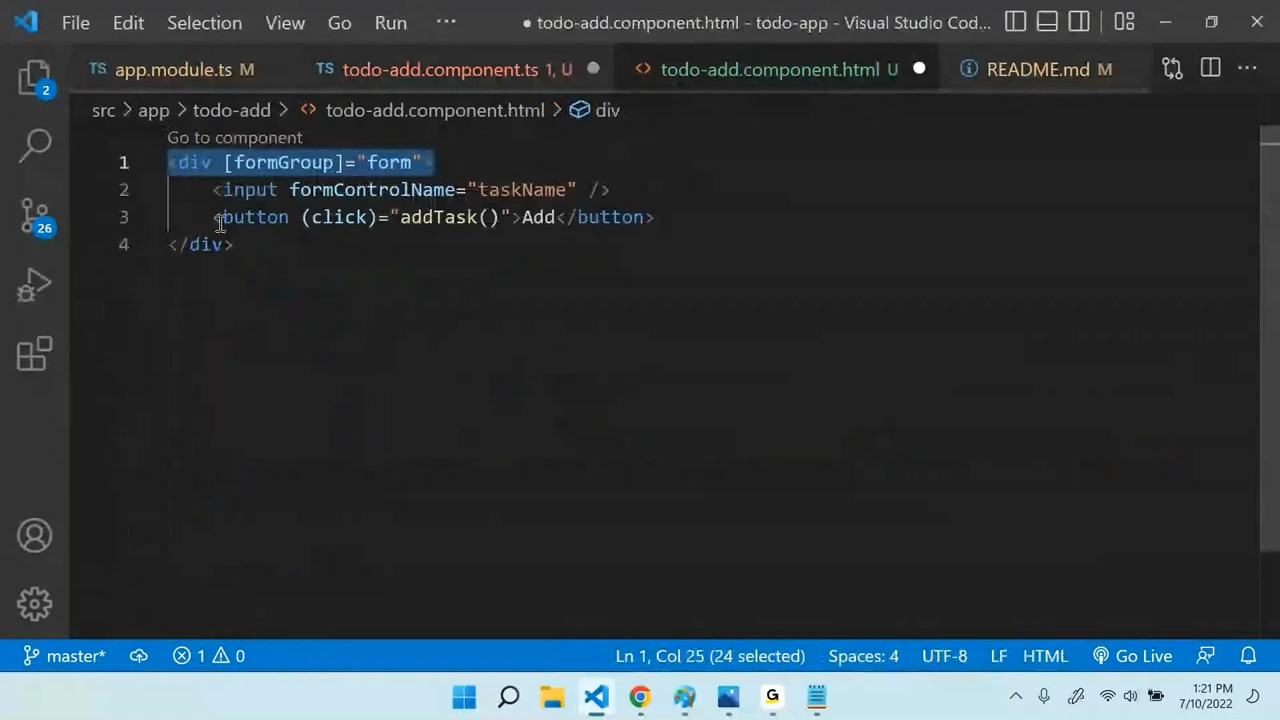 File Edit Selection View Go Run ··· ● todo-add.component.html - todo-app - Visual Studio Cod...
TS app.module.ts M TS todo-add.component.ts 1, U ● <> todo-add.component.html U ● README.md M ···
src > app > todo-add > <> todo-add.component.html > div
Go to component
1 <div [formGroup]="form">
2 <input formControlName="taskName" />
3 <button (click)="addTask()">Add</button>
4 </div>
2
26
master* 1 0 Ln 1, Col 25 (24 selected) Spaces: 4 UTF-8 LF HTML Go Live
G
1:21 PM
7/10/2022